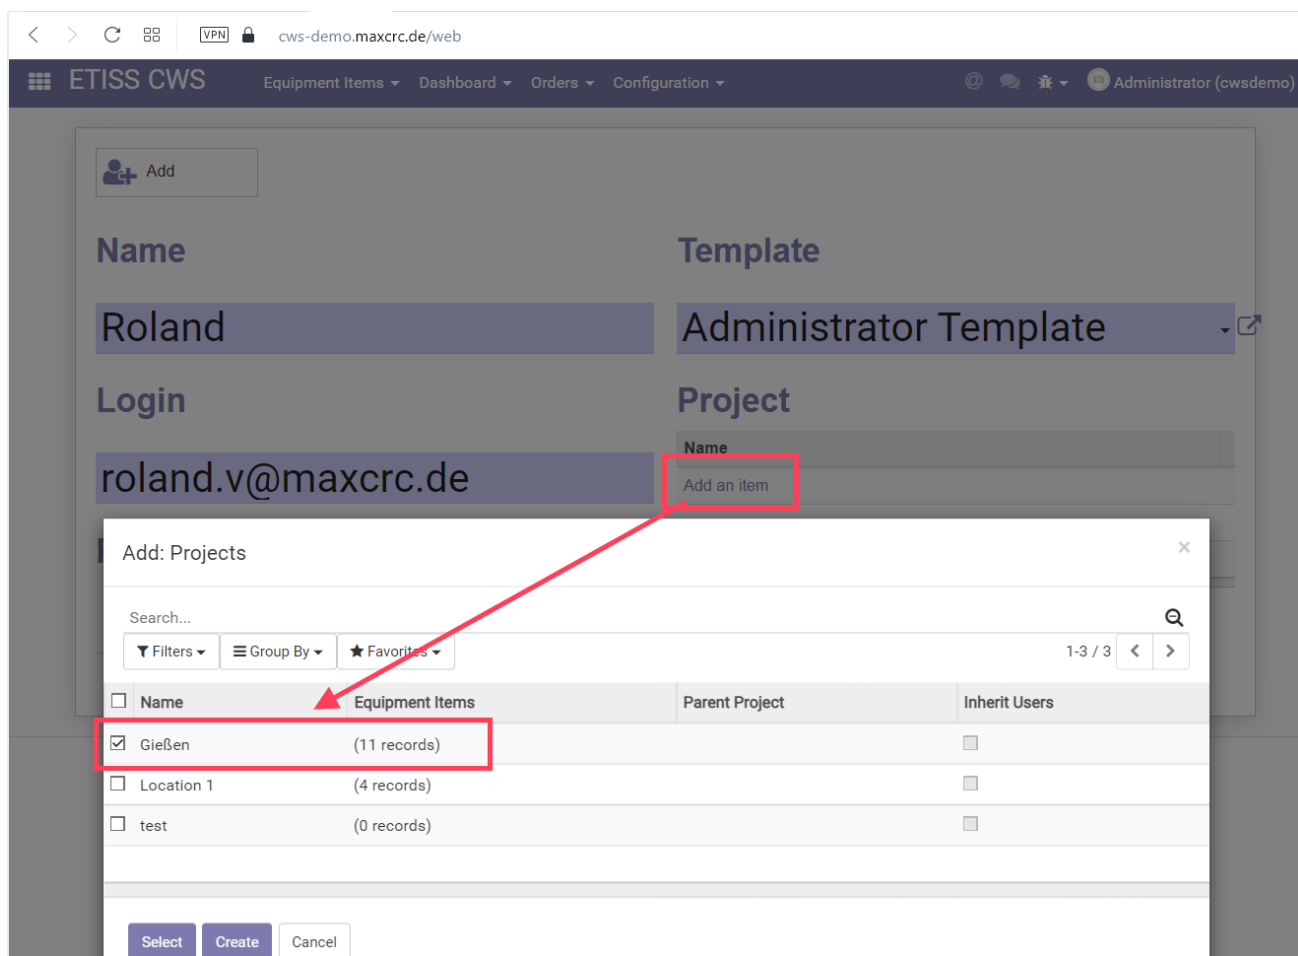 VPN cws-demo.maxcrc.de/web
ETISS CWS Equipment Items Dashboard Orders Configuration @ Administrator (cwsdemo)
Add
Name Template
Roland Administrator Template
Login Project
Name
roland.v@maxcrc.de Add an item
Add: Projects ×
Search...
Filters Group By Favorites 1-3 / 3
Name Equipment Items Parent Project Inherit Users
Gießen (11 records)
Location 1 (4 records)
test (0 records)
Select Create Cancel